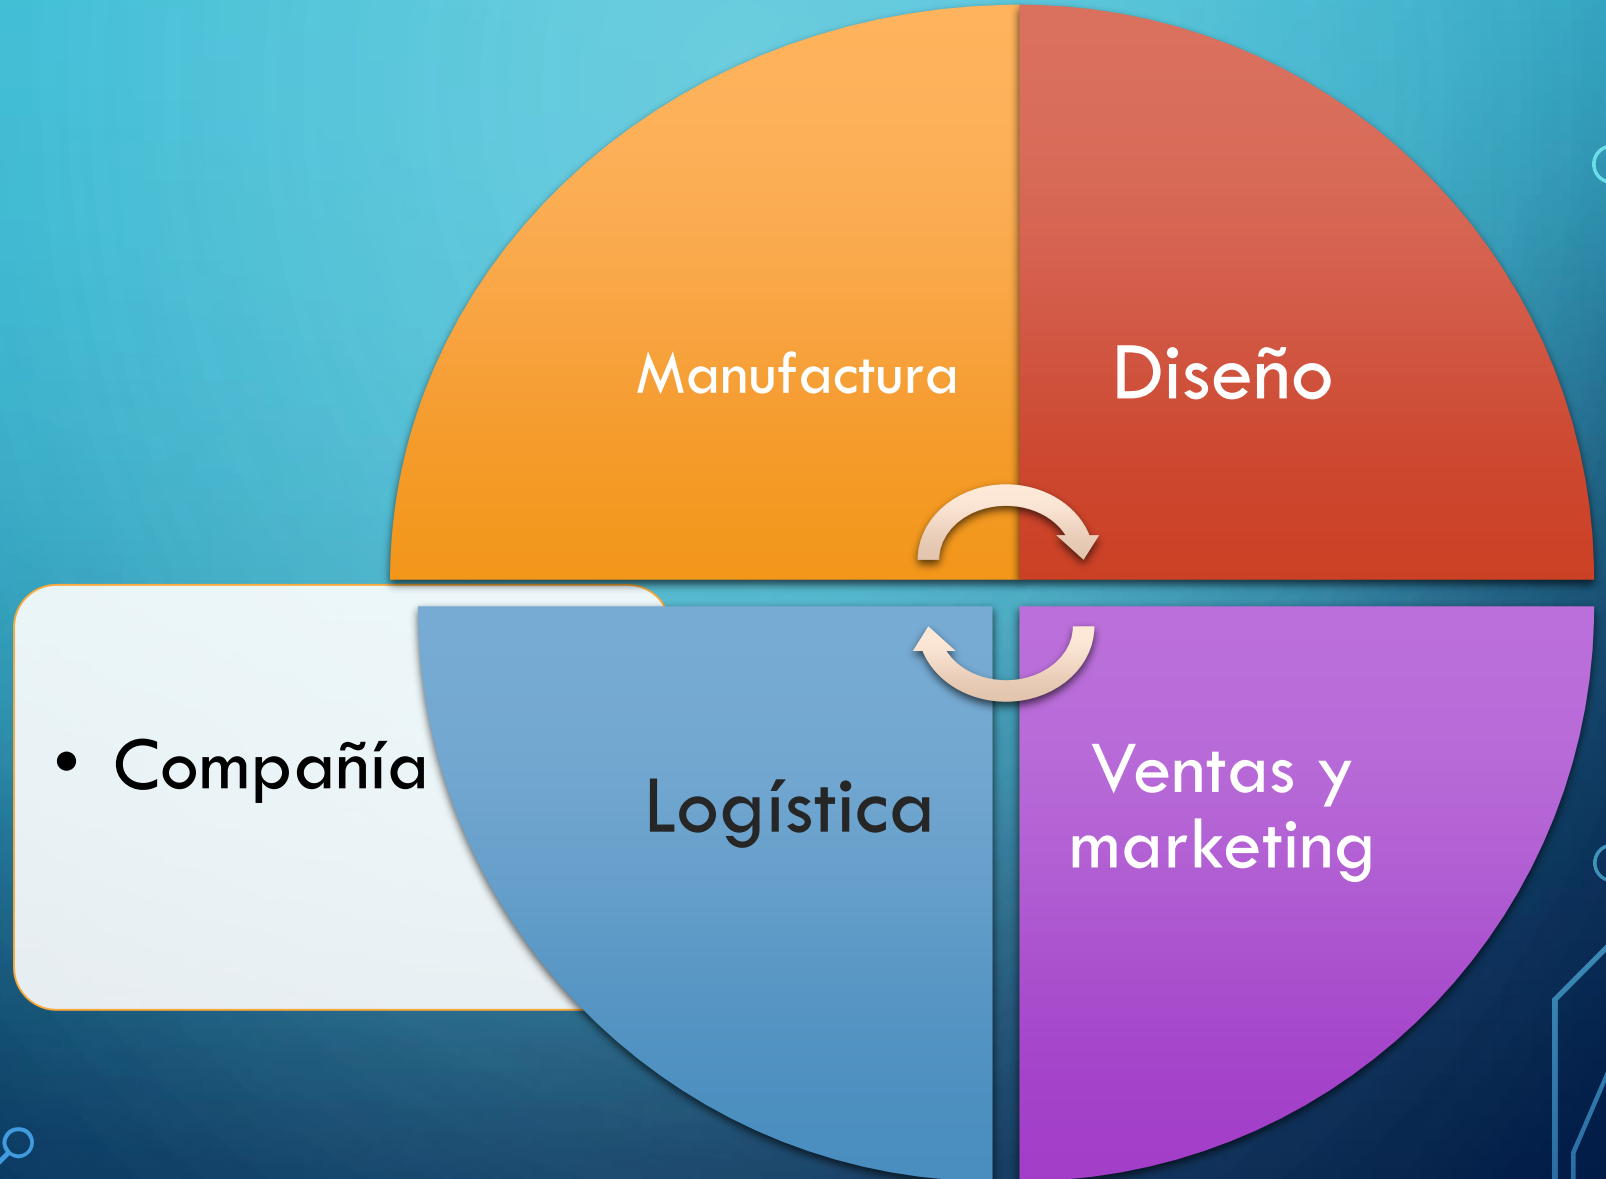 Manufactura
Diseño
• Compañía
Logística
Ventas y
marketing